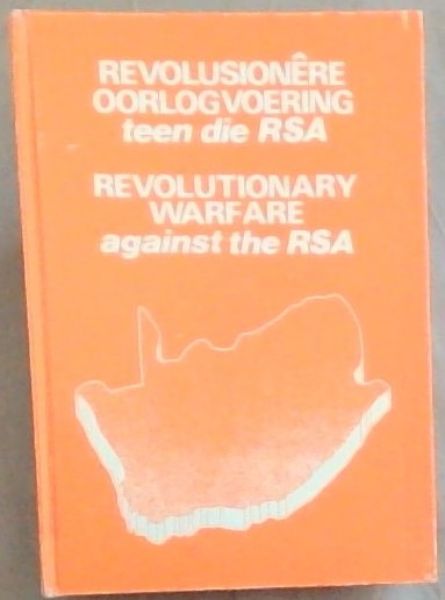 REVOLUSIONÊRE
OORLOGVOERING
teen die RSA
REVOLUTIONARY
WARFARE
against the RSA